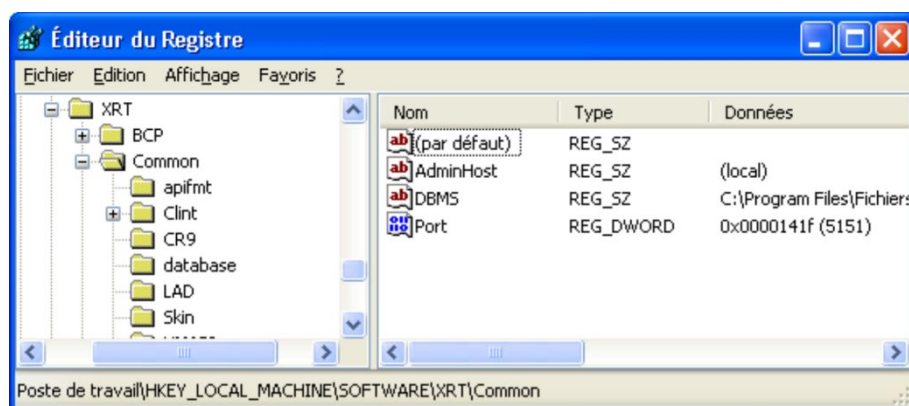 Éditeur du Registre
Fichier Edition Affichage Favoris ?
XRT
BCP
Common
apifmt
Clint
CR9
database
LAD
Skin
Nom Type Données
(par défaut) REG_SZ
AdminHost REG_SZ (local)
DBMS REG_SZ C:\Program Files\Fichiers
Port REG_DWORD 0x0000141f (5151)
Poste de travail\HKEY_LOCAL_MACHINE\SOFTWARE\XRT\Common